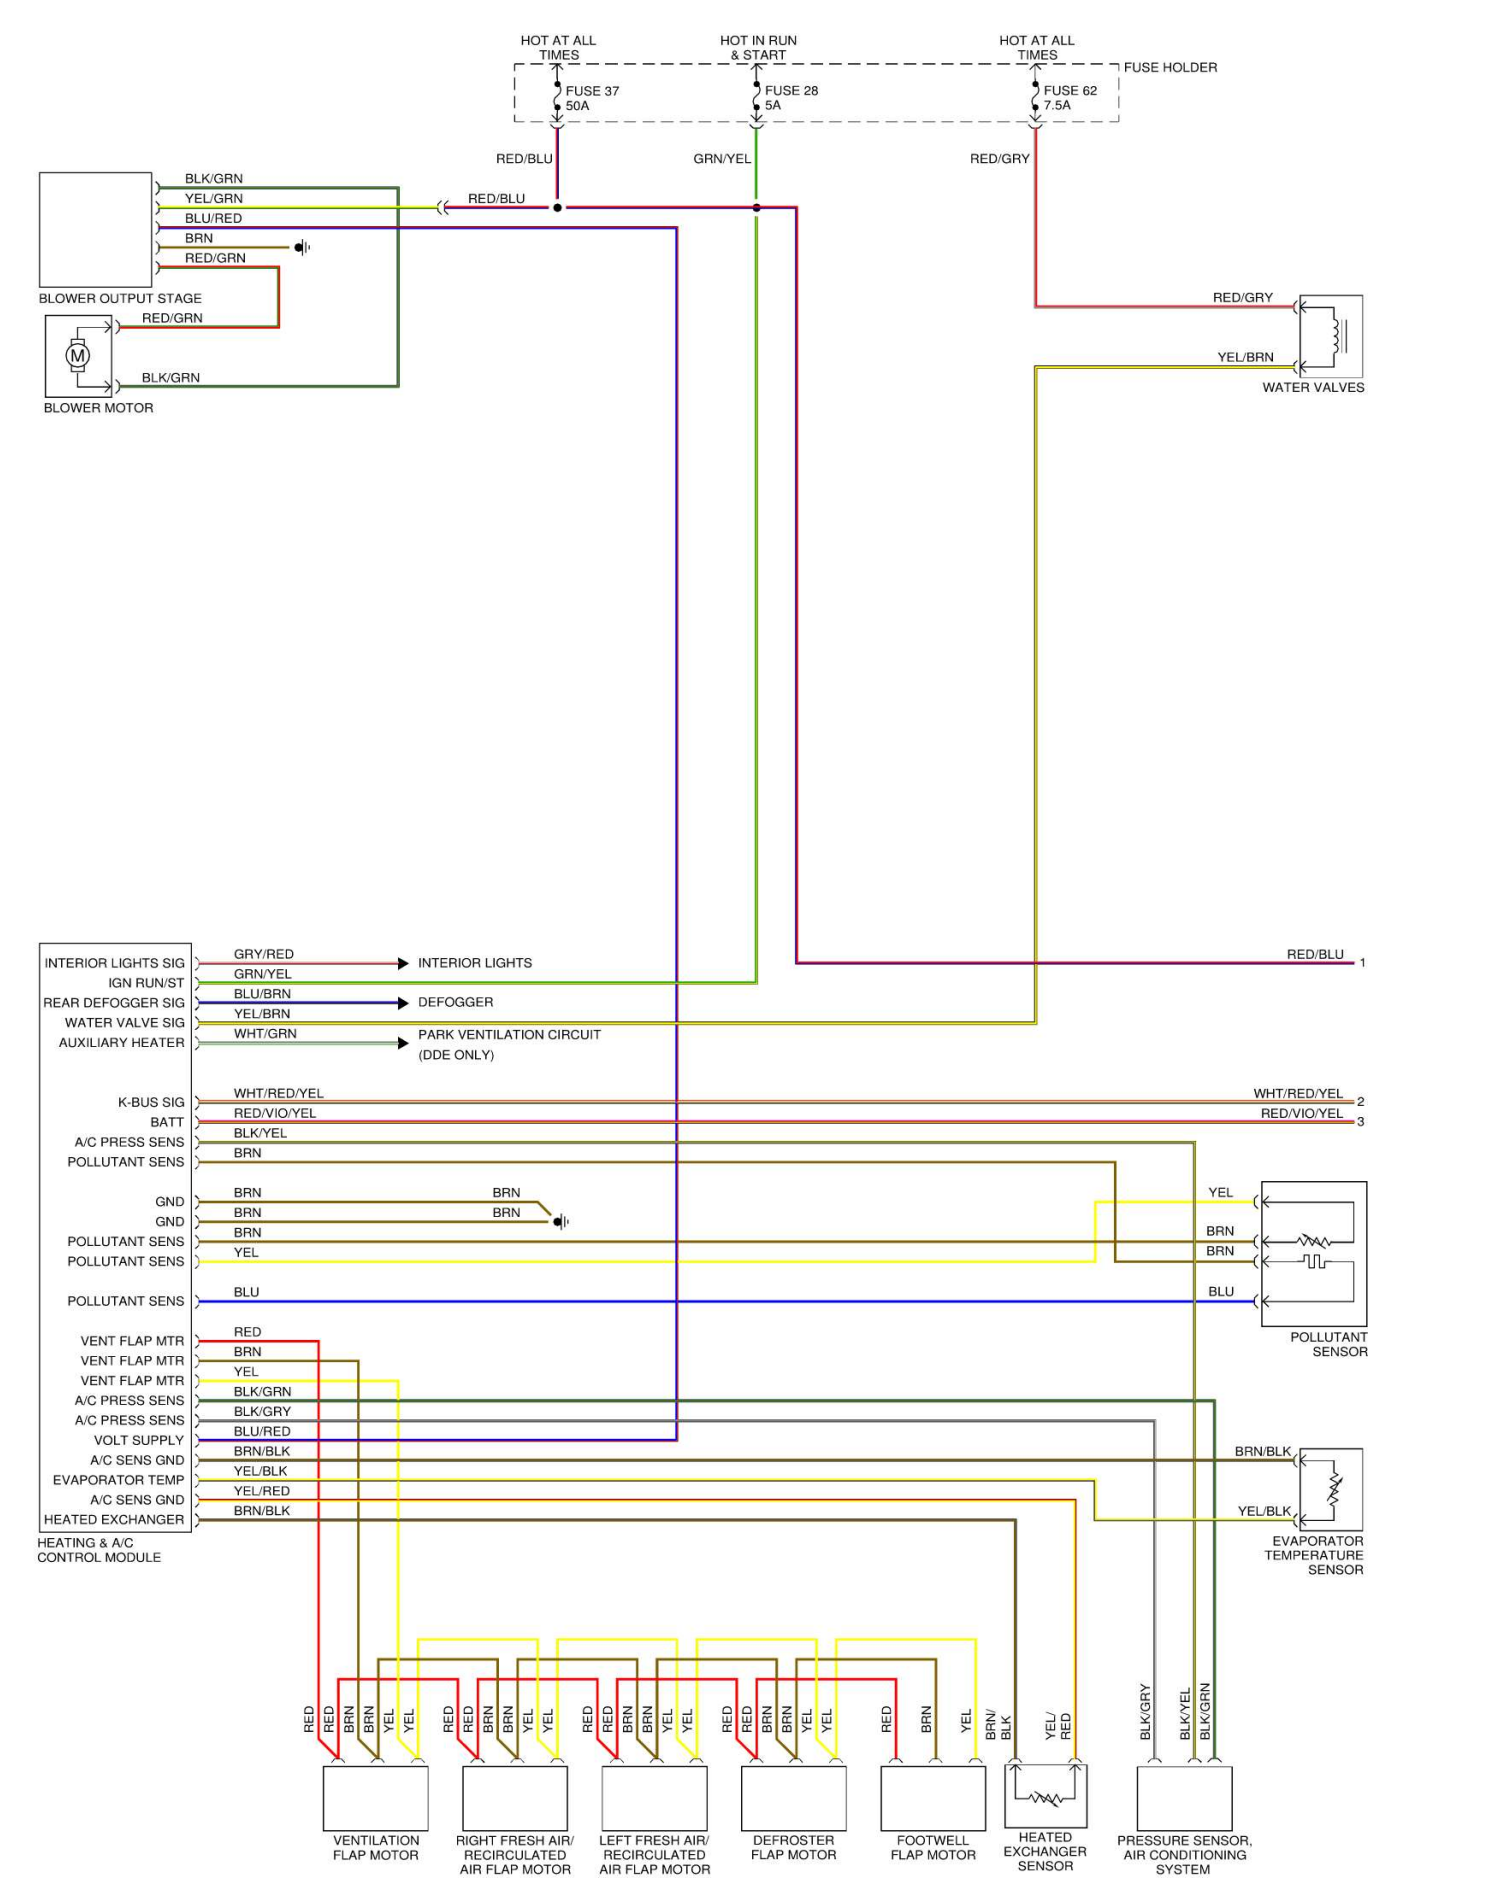 HOT AT ALL
TIMES
HOT IN RUN
& START
HOT AT ALL
TIMES
FUSE HOLDER
FUSE 37
50A
FUSE 28
5A
FUSE 62
7.5A
RED/BLU
GRN/YEL
RED/GRY
BLK/GRN
YEL/GRN
RED/BLU
BLU/RED
BRN
RED/GRN
BLOWER OUTPUT STAGE
RED/GRN
M
BLK/GRN
BLOWER MOTOR
RED/GRY
YEL/BRN
WATER VALVES
INTERIOR LIGHTS SIG
GRY/RED
INTERIOR LIGHTS
RED/BLU
1
IGN RUN/ST
GRN/YEL
REAR DEFOGGER SIG
BLU/BRN
DEFOGGER
WATER VALVE SIG
YEL/BRN
AUXILIARY HEATER
WHT/GRN
PARK VENTILATION CIRCUIT
(DDE ONLY)
K-BUS SIG
WHT/RED/YEL
WHT/RED/YEL
2
BATT
RED/VIO/YEL
RED/VIO/YEL
3
A/C PRESS SENS
BLK/YEL
POLLUTANT SENS
BRN
GND
BRN
BRN
YEL
GND
BRN
BRN
POLLUTANT SENS
BRN
BRN
POLLUTANT SENS
YEL
BRN
POLLUTANT SENS
BLU
BLU
POLLUTANT
SENSOR
VENT FLAP MTR
RED
VENT FLAP MTR
BRN
VENT FLAP MTR
YEL
A/C PRESS SENS
BLK/GRN
A/C PRESS SENS
BLK/GRY
VOLT SUPPLY
BLU/RED
A/C SENS GND
BRN/BLK
BRN/BLK
EVAPORATOR TEMP
YEL/BLK
A/C SENS GND
YEL/RED
YEL/BLK
HEATED EXCHANGER
BRN/BLK
HEATING & A/C
CONTROL MODULE
EVAPORATOR
TEMPERATURE
SENSOR
RED
RED
BRN
BRN
YEL
YEL
RED
RED
BRN
BRN
YEL
YEL
RED
RED
BRN
BRN
YEL
YEL
RED
RED
BRN
BRN
YEL
YEL
RED
BRN
YEL
BRN/
BLK
YEL/
RED
BLK/GRY
BLK/YEL
BLK/GRN
VENTILATION
FLAP MOTOR
RIGHT FRESH AIR/
RECIRCULATED
AIR FLAP MOTOR
LEFT FRESH AIR/
RECIRCULATED
AIR FLAP MOTOR
DEFROSTER
FLAP MOTOR
FOOTWELL
FLAP MOTOR
HEATED
EXCHANGER
SENSOR
PRESSURE SENSOR,
AIR CONDITIONING
SYSTEM